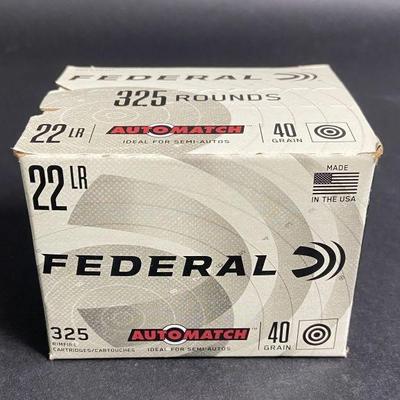 FEDERAL
325 ROUNDS
22 LR AUTOMATCH 40
IDEAL FOR SEMI-AUTOS GRAIN
22 LR
MADE
IN THE USA
FEDERAL
325 AUTOMATCH™ 40
RIMFIRE IDEAL FOR SEMI-AUTOS GRAIN
CARTRIDGES/CARTOUCHES